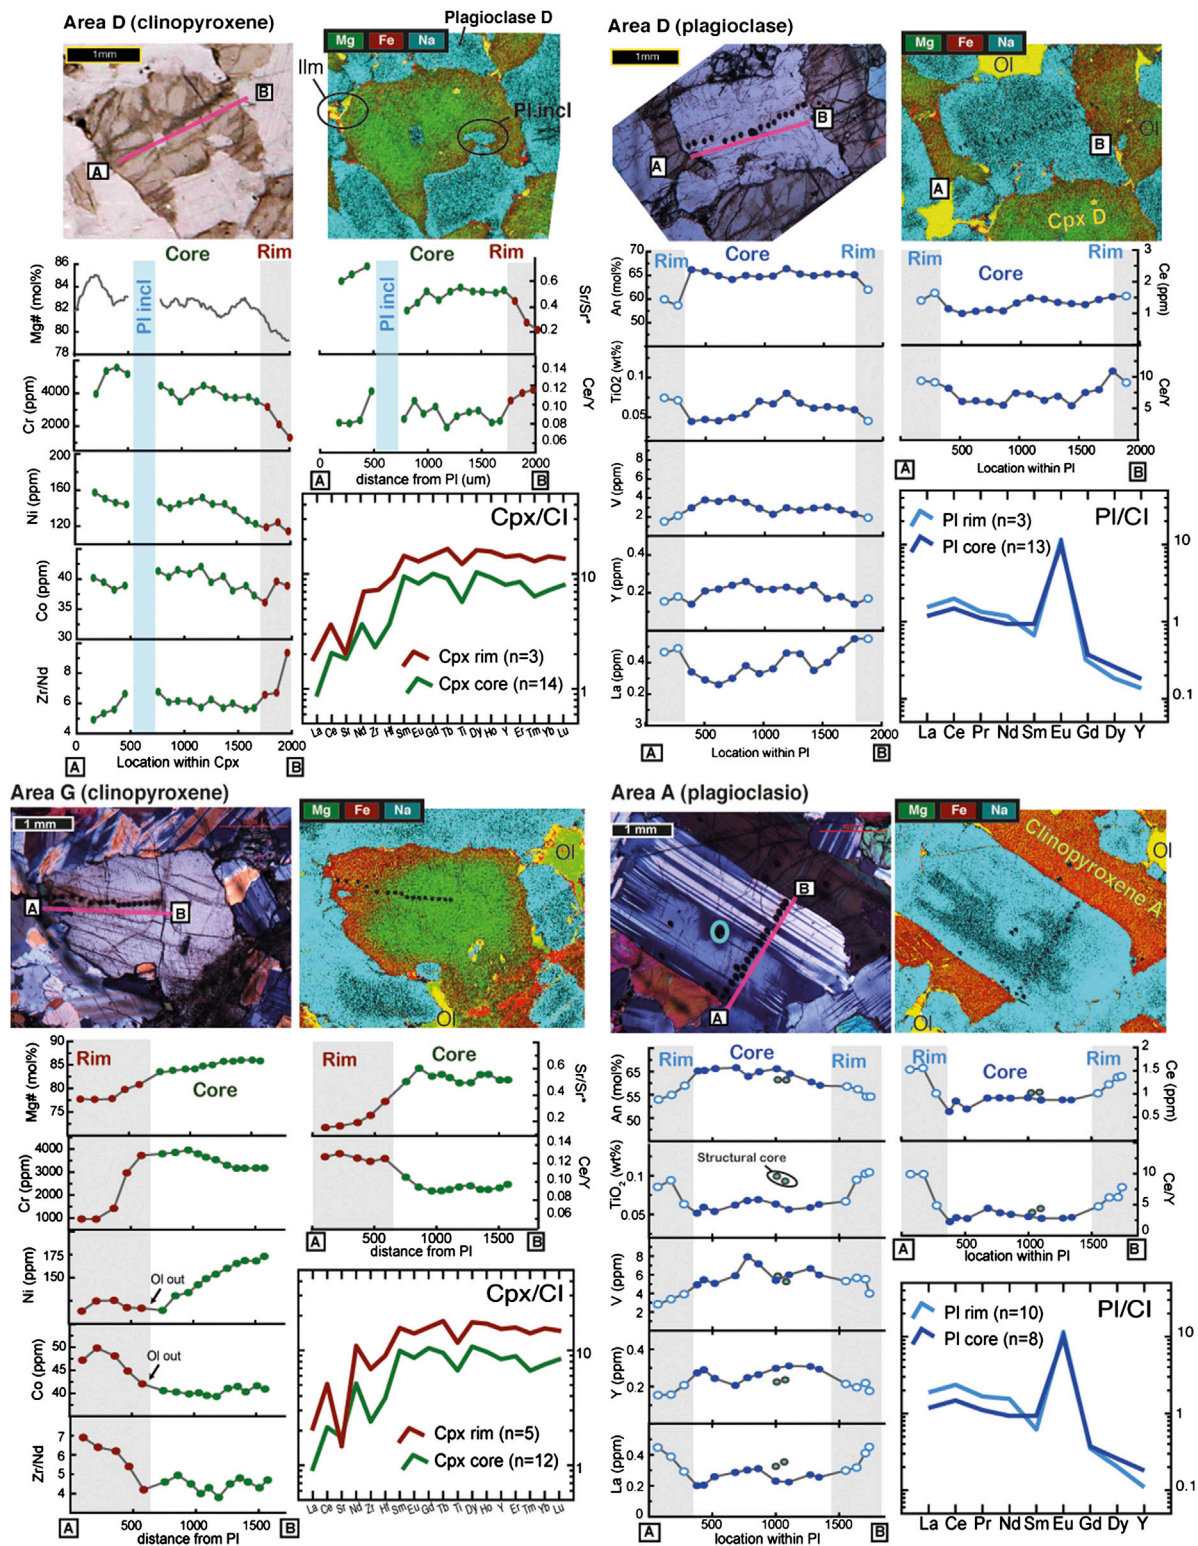 Area D (clinopyroxene)
1mm
A
B
Mg Fe Na
Plagioclase D
Ilm
Pl.incl
Core
Rim
Pl incl
Mg# (mol%)
86
84
82
80
78
Cr (ppm)
4000
2000
Ni (ppm)
200
160
120
Co (ppm)
40
35
30
Zr/Nd
8
6
4
0 500 1000 1500 2000
A Location within Cpx B
Core
Rim
Pl incl
Sr/Sr*
0.6
0.4
0.2
Ce/Y
0.14
0.12
0.10
0.08
0.06
0 500 1000 1500 2000
A distance from Pl (um) B
Cpx/CI
10
1
Cpx rim (n=3)
Cpx core (n=14)
La Ce Sr Nd Zr Hf Sm Eu Gd Tb Ti Dy Ho Y Er Tm Yb Lu
Area D (plagioclase)
1mm
A
B
Mg Fe Na
Ol
Ol
A
B
Cpx D
Rim
Core
Rim
An (mol%)
70
65
60
50
TiO2 (wt%)
0.1
0.05
V (ppm)
8
6
4
2
Y (ppm)
0.4
0.2
La (ppm)
0.4
0.2
3
500 1000 1500 2000
A Location within Pl B
Rim
Core
Rim
Ce (ppm)
3
2
1
Ce/Y
10
5
500 1000 1500 2000
A Location within Pl B
Pl/CI
Pl rim (n=3)
Pl core (n=13)
10
1
0.1
La Ce Pr Nd Sm Eu Gd Dy Y
Area G (clinopyroxene)
1 mm
A
B
Mg Fe Na
Ol
Ol
Rim
Core
Mg# (mol%)
90
85
80
75
Cr (ppm)
4000
3000
2000
1000
Ni (ppm)
175
150
Ol out
Co (ppm)
50
45
40
Ol out
Zr/Nd
7
6
5
4
500 1000 1500
A distance from Pl B
Rim
Core
Sr/Sr*
0.6
0.4
0.2
Ce/Y
0.14
0.12
0.10
0.08
0.06
500 1000 1500
A distance from Pl B
Cpx/CI
10
1
Cpx rim (n=5)
Cpx core (n=12)
La Ce Sr Nd Zr Hf Sm Eu Gd Tb Ti Dy Ho Y Er Tm Yb Lu
Area A (plagioclasio)
1 mm
A
B
Mg Fe Na
Clinopyroxene A
Ol
Ol
Rim
Core
Rim
An (mol%)
65
55
50
TiO2 (wt%)
0.1
0.05
Structural core
V (ppm)
8
6
4
2
Y (ppm)
0.4
0.2
La (ppm)
0.4
0.2
0
500 1000 1500
A location within Pl B
Rim
Core
Rim
Ce (ppm)
2
1.5
1
0.5
Ce/Y
10
5
0
500 1000 1500
A location within Pl B
Pl/CI
Pl rim (n=10)
Pl core (n=8)
10
1
0.1
La Ce Pr Nd Sm Eu Gd Dy Y